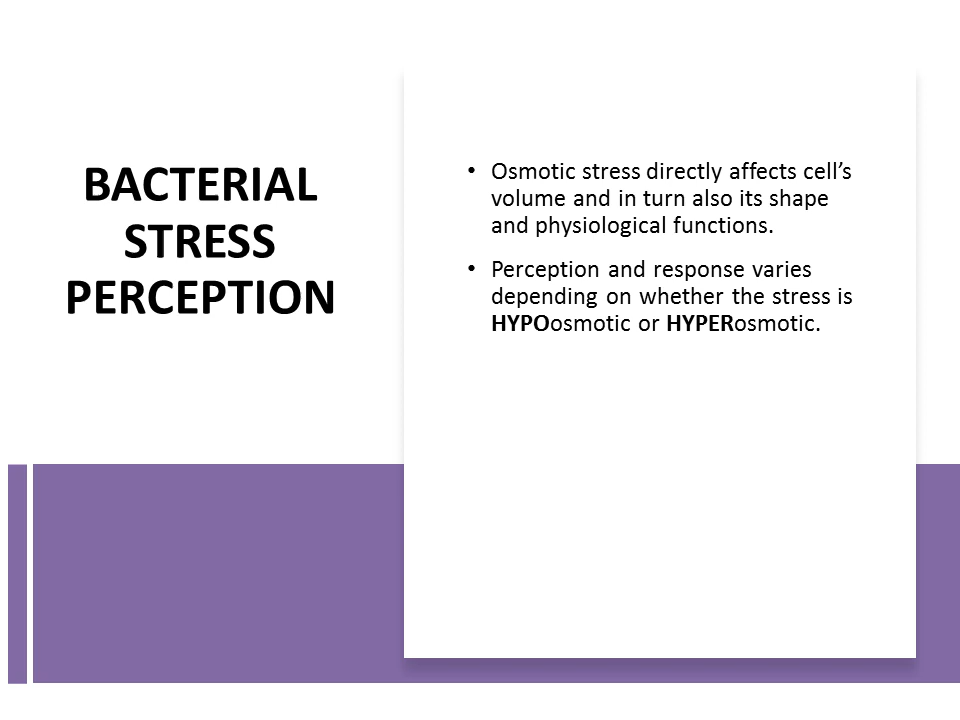 BACTERIAL
STRESS
PERCEPTION
• Osmotic stress directly affects cell’s
volume and in turn also its shape
and physiological functions.
• Perception and response varies
depending on whether the stress is
HYPOosmotic or HYPERosmotic.